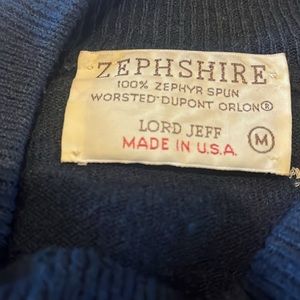 ZEPHSHIRE
100% ZEPHYR SPUN
WORSTED DUPONT ORLON®
LORD JEFF
MADE IN U.S.A.
M